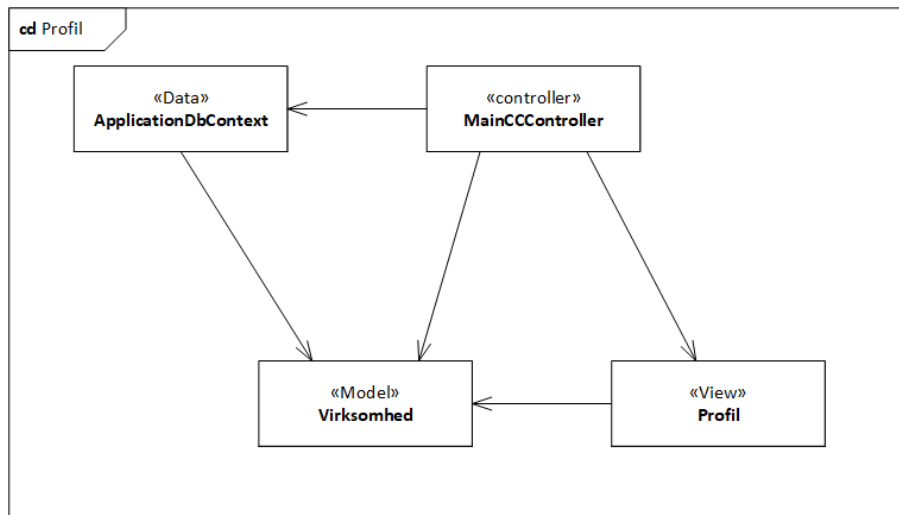 cd Profil
«Data»
ApplicationDbContext
«controller»
MainCCController
«Model»
Virksomhed
«View»
Profil